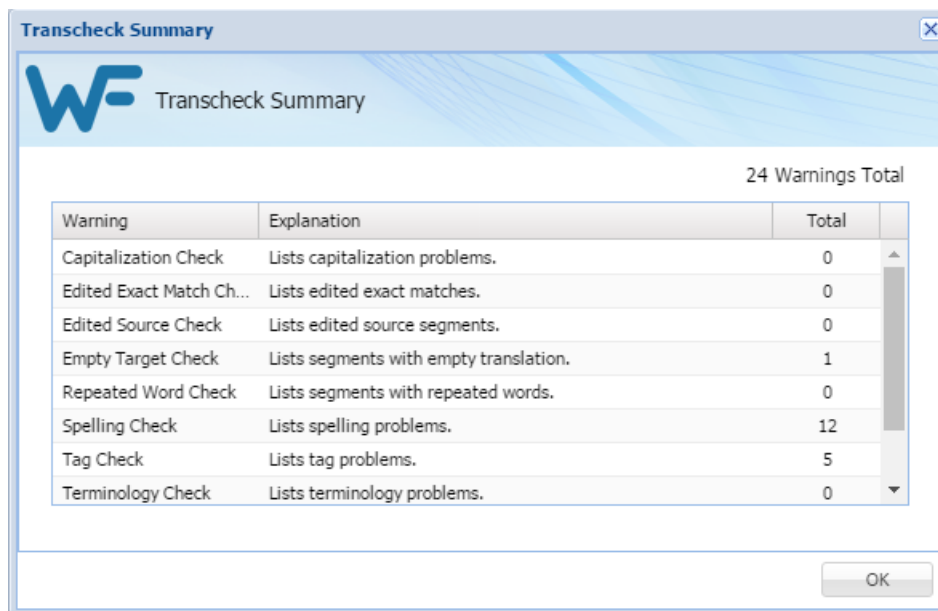 Transcheck Summary
WF Transcheck Summary
24 Warnings Total
Warning Explanation Total
Capitalization Check Lists capitalization problems. 0
Edited Exact Match Ch... Lists edited exact matches. 0
Edited Source Check Lists edited source segments. 0
Empty Target Check Lists segments with empty translation. 1
Repeated Word Check Lists segments with repeated words. 0
Spelling Check Lists spelling problems. 12
Tag Check Lists tag problems. 5
Terminology Check Lists terminology problems. 0
OK